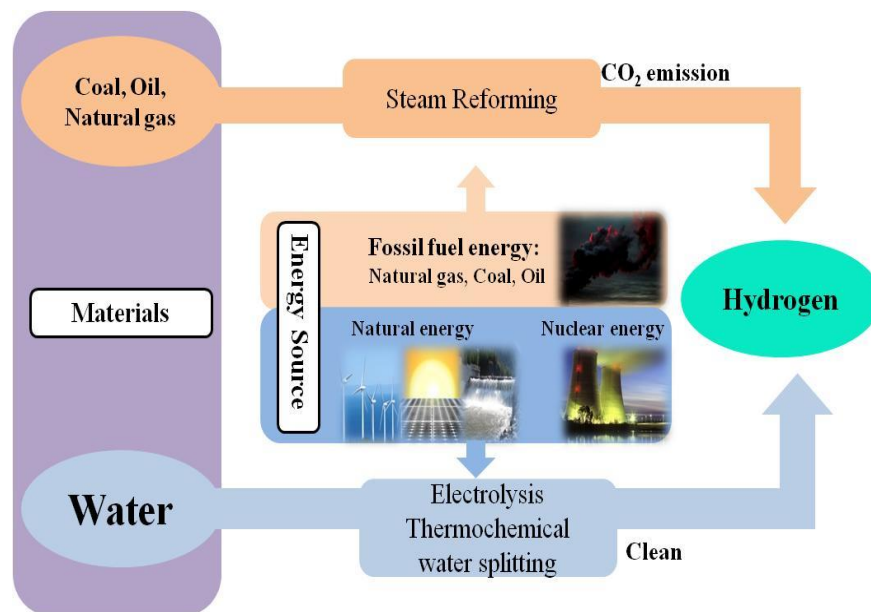 Coal, Oil,
Natural gas
Steam Reforming
CO₂ emission
Energy Source
Fossil fuel energy:
Natural gas, Coal, Oil
Materials
Hydrogen
Natural energy
Nuclear energy
Water
Electrolysis
Thermochemical
water splitting
Clean